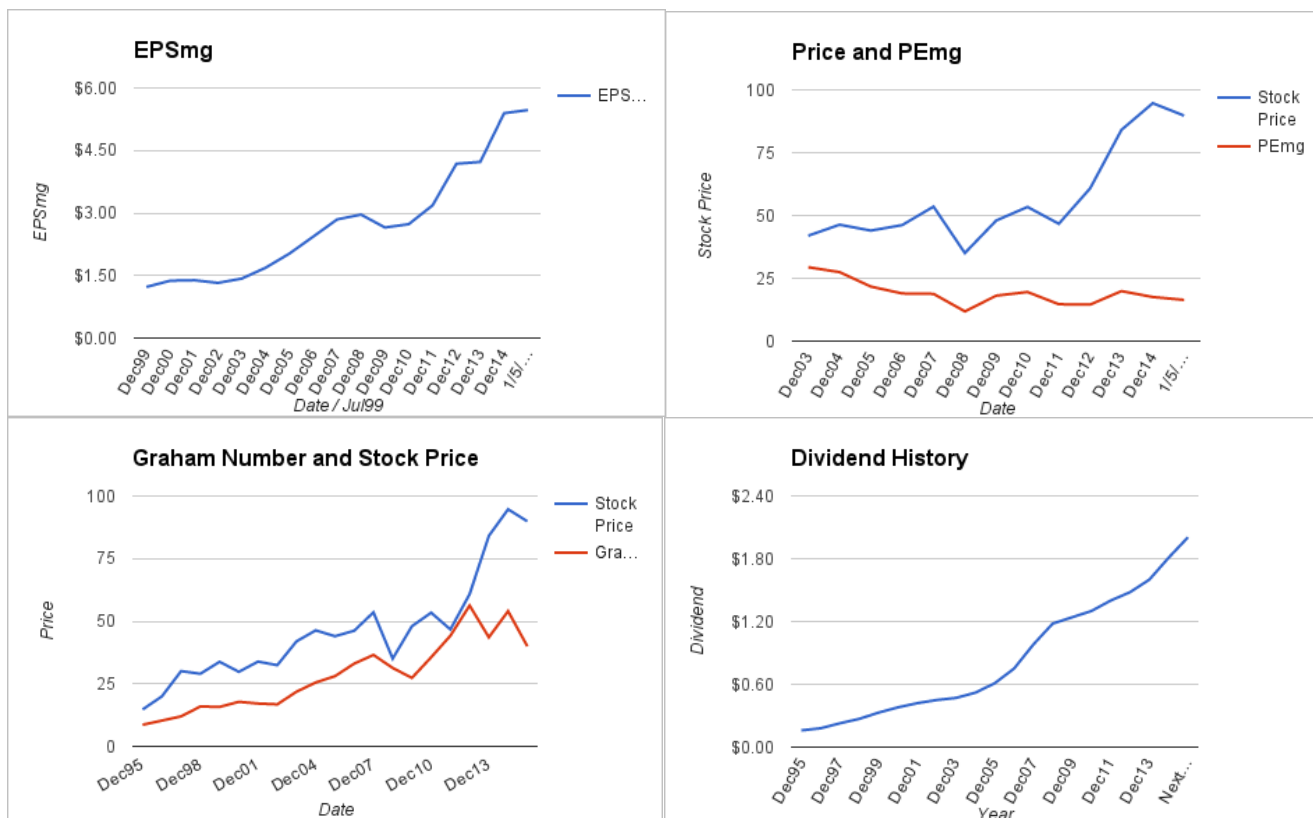 EPSmg
$6.00
$4.50
$3.00
$1.50
$0.00
EPSmg
EPS...
Dec99
Dec00
Dec01
Dec02
Dec03
Dec04
Dec05
Dec06
Dec07
Dec08
Dec09
Dec10
Dec11
Dec12
Dec13
Dec14
1/5/...
Date / Jul99
Price and PEmg
100
75
50
25
0
Stock Price
Stock
Price
PEmg
Dec03
Dec04
Dec05
Dec06
Dec07
Dec08
Dec09
Dec10
Dec11
Dec12
Dec13
Dec14
1/5/...
Date
Graham Number and Stock Price
100
75
50
25
0
Price
Stock
Price
Gra...
Dec95
Dec98
Dec01
Dec04
Dec07
Dec10
Dec13
Date
Dividend History
$2.40
$1.80
$1.20
$0.60
$0.00
Dividend
Dec95
Dec97
Dec99
Dec01
Dec03
Dec05
Dec07
Dec09
Dec11
Dec13
Next...
Year